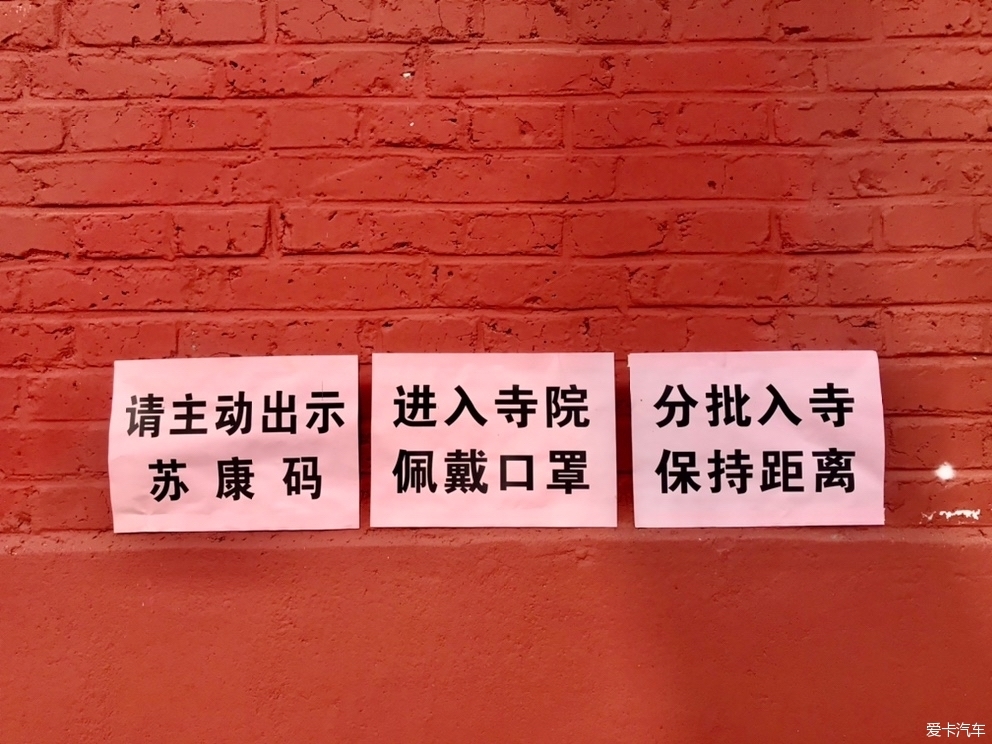 请主动出示
苏康码
进入寺院
佩戴口罩
分批入寺
保持距离
爱卡汽车